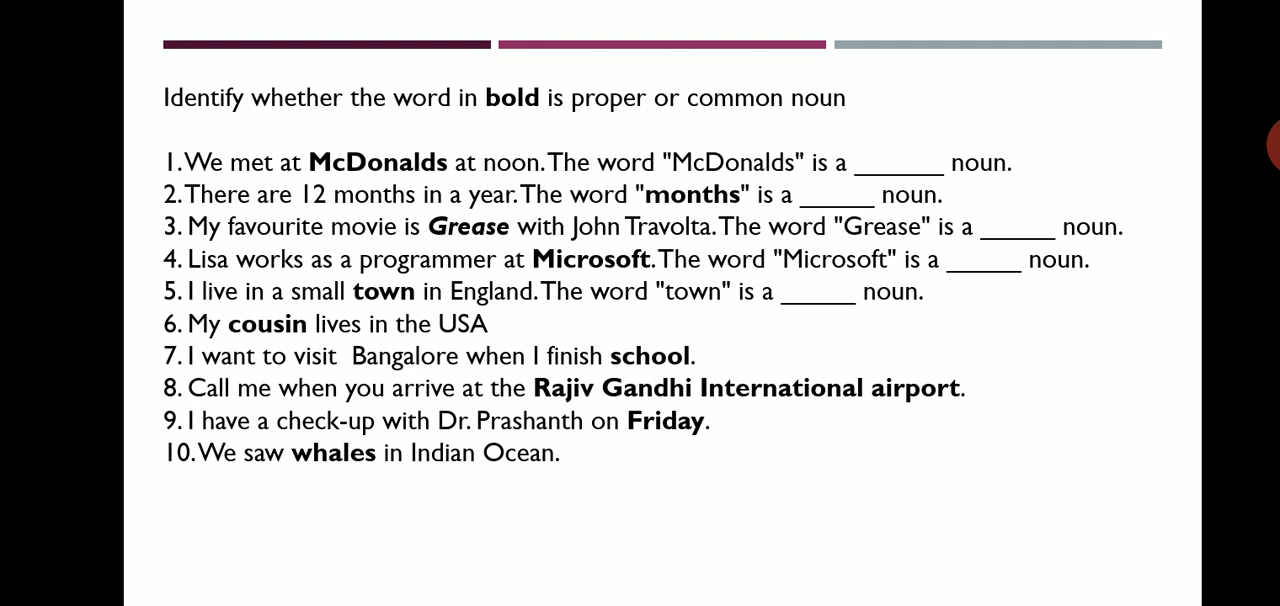 Identify whether the word in bold is proper or common noun
1. We met at McDonalds at noon. The word "McDonalds" is a _______ noun.
2. There are 12 months in a year. The word "months" is a ______ noun.
3. My favourite movie is Grease with John Travolta. The word "Grease" is a ______ noun.
4. Lisa works as a programmer at Microsoft. The word "Microsoft" is a ______ noun.
5. I live in a small town in England. The word "town" is a ______ noun.
6. My cousin lives in the USA
7. I want to visit  Bangalore when I finish school.
8. Call me when you arrive at the Rajiv Gandhi International airport.
9. I have a check-up with Dr. Prashanth on Friday.
10. We saw whales in Indian Ocean.